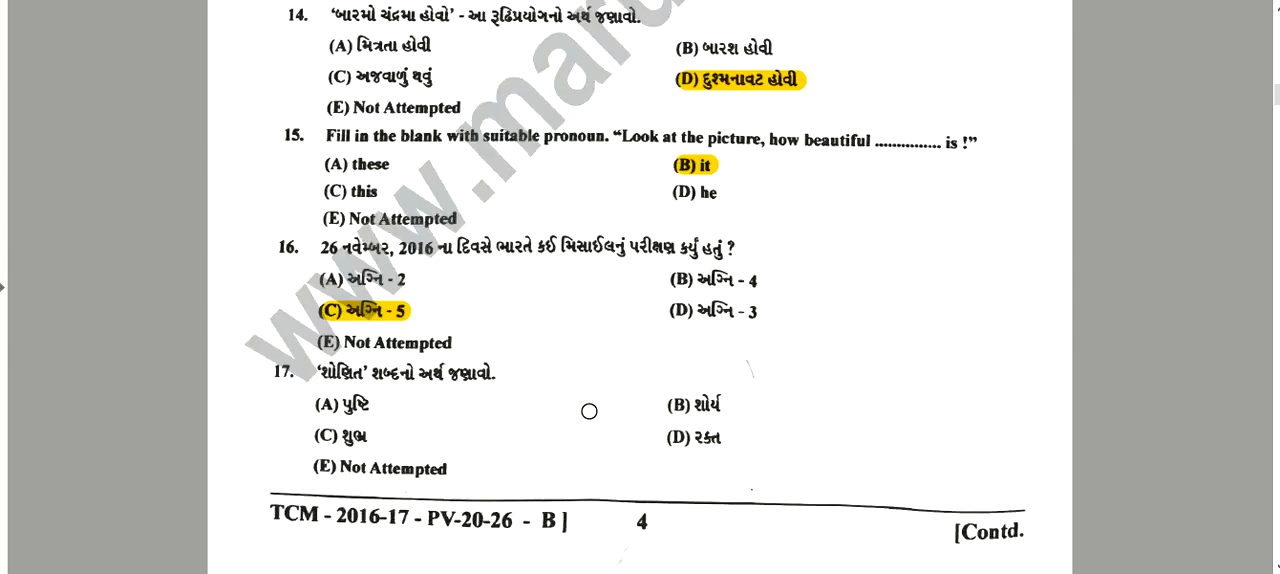 14. 'બારમો ચંદ્રમા હોવો' - આ રૂઢિપ્રયોગનો અર્થ જણાવો.
(A) મિત્રતા હોવી (B) બારશ હોવી
(C) અજવાળું થવું (D) દુશ્મનાવટ હોવી
(E) Not Attempted
15. Fill in the blank with suitable pronoun. “Look at the picture, how beautiful ............... is !”
(A) these (B) it
(C) this (D) he
(E) Not Attempted
16. 26 નવેમ્બર, 2016 ના દિવસે ભારતે કઈ મિસાઈલનું પરીક્ષણ કર્યું હતું ?
(A) અગ્નિ - 2 (B) અગ્નિ - 4
(C) અગ્નિ - 5 (D) અગ્નિ - 3
(E) Not Attempted
17. 'શોણિત' શબ્દનો અર્થ જણાવો.
(A) પુષ્ટિ (B) શોર્ય
(C) શુભ્ર (D) રક્ત
(E) Not Attempted
TCM - 2016-17 - PV-20-26 - B ] 4 [Contd.
www.maru